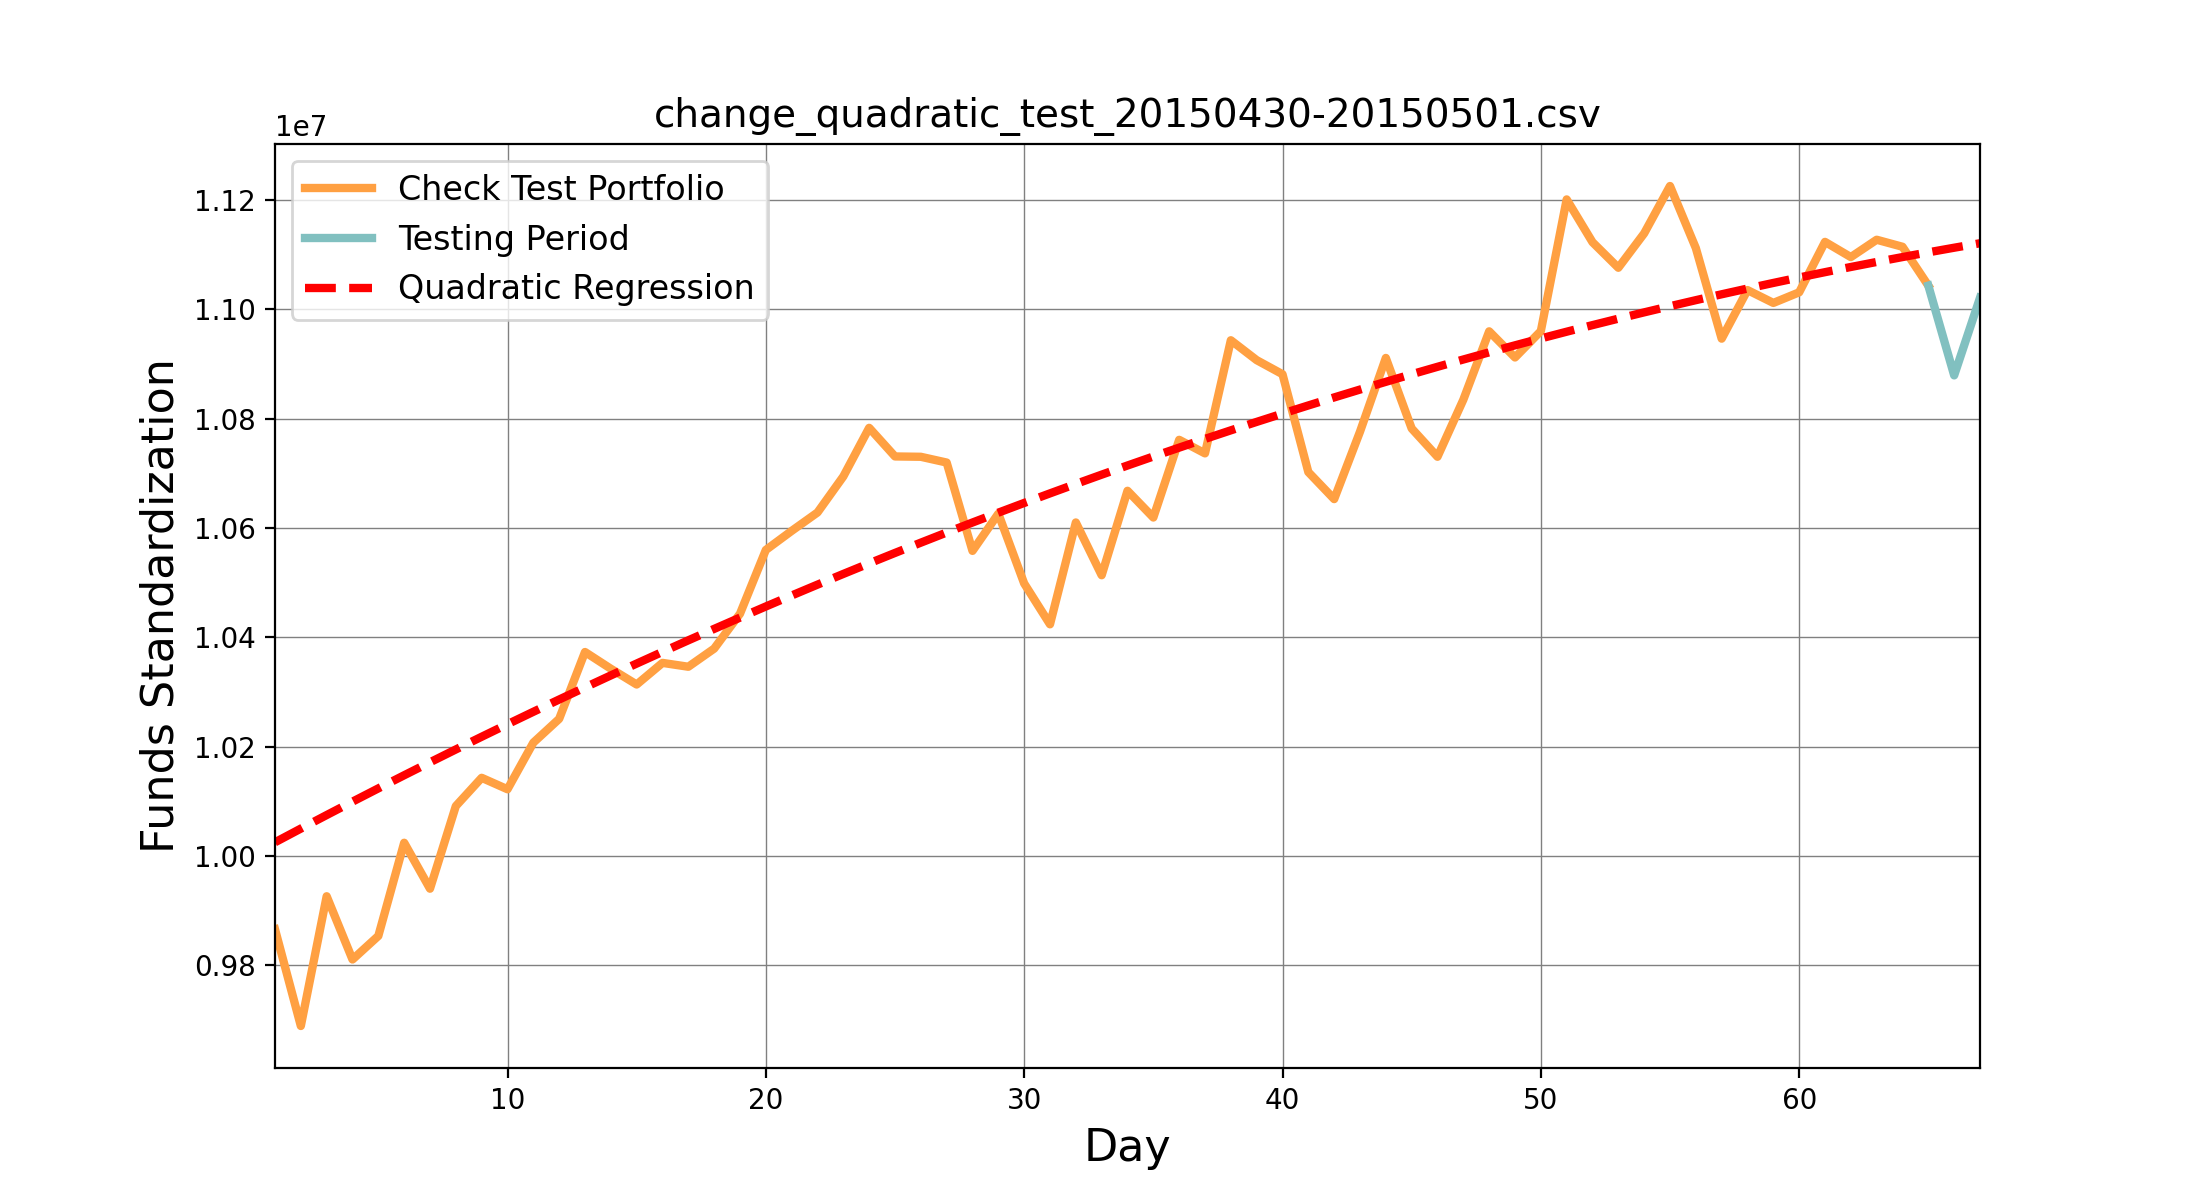 change_quadratic_test_20150430-20150501.csv
1e7
Check Test Portfolio
Testing Period
Quadratic Regression
1.12
1.10
1.08
1.06
1.04
1.02
1.00
0.98
Funds Standardization
10 20 30 40 50 60
Day